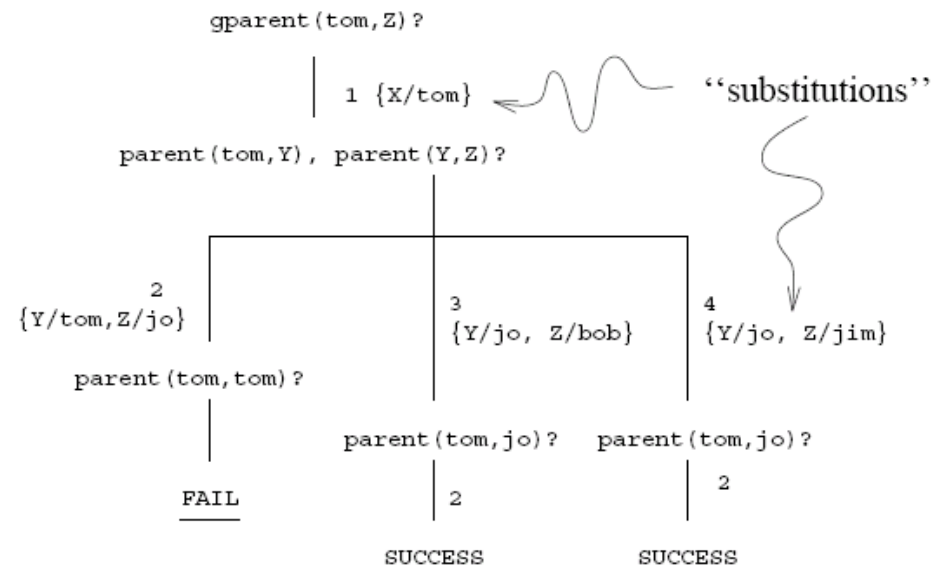 gparent(tom,Z)?
1 {X/tom}
‘‘substitutions’’
parent(tom,Y), parent(Y,Z)?
2
{Y/tom,Z/jo}
3
{Y/jo, Z/bob}
4
{Y/jo, Z/jim}
parent(tom,tom)?
parent(tom,jo)?
parent(tom,jo)?
FAIL
2
2
SUCCESS
SUCCESS